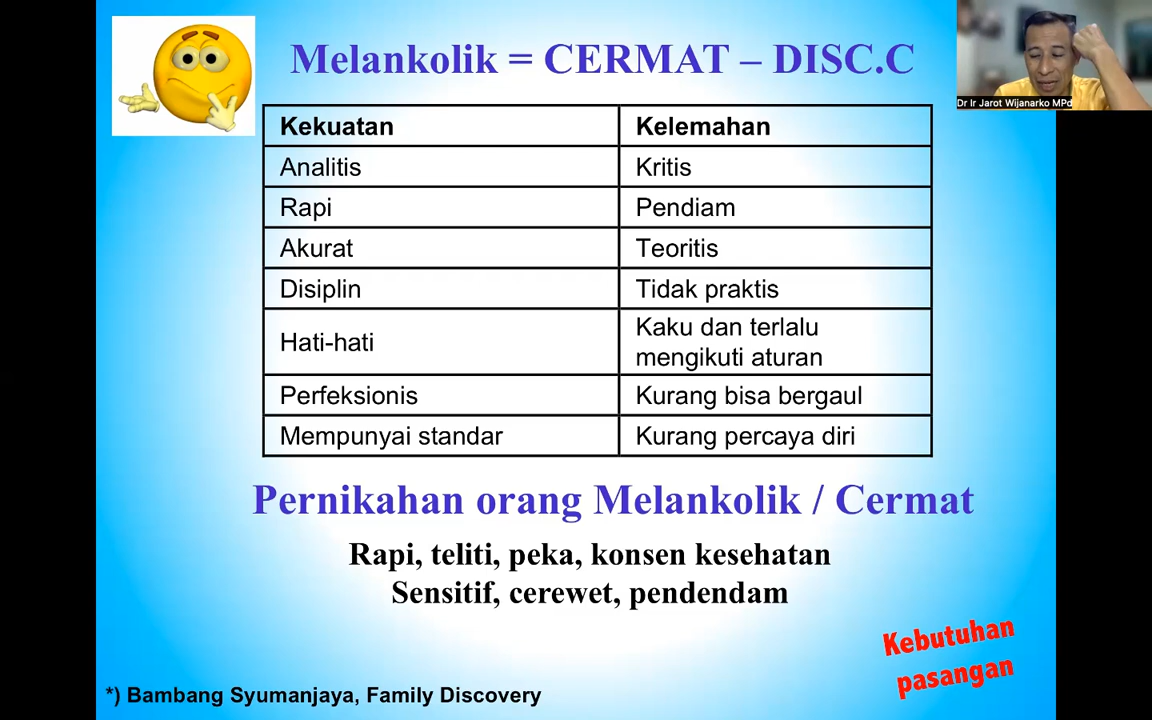 Melankolik = CERMAT – DISC.C
Dr Ir Jarot Wijanarko MPd
Kekuatan Kelemahan
Analitis Kritis
Rapi Pendiam
Akurat Teoritis
Disiplin Tidak praktis
Hati-hati Kaku dan terlalu
mengikuti aturan
Perfeksionis Kurang bisa bergaul
Mempunyai standar Kurang percaya diri
Pernikahan orang Melankolik / Cermat
Rapi, teliti, peka, konsen kesehatan
Sensitif, cerewet, pendendam
Kebutuhan
pasangan
*) Bambang Syumanjaya, Family Discovery